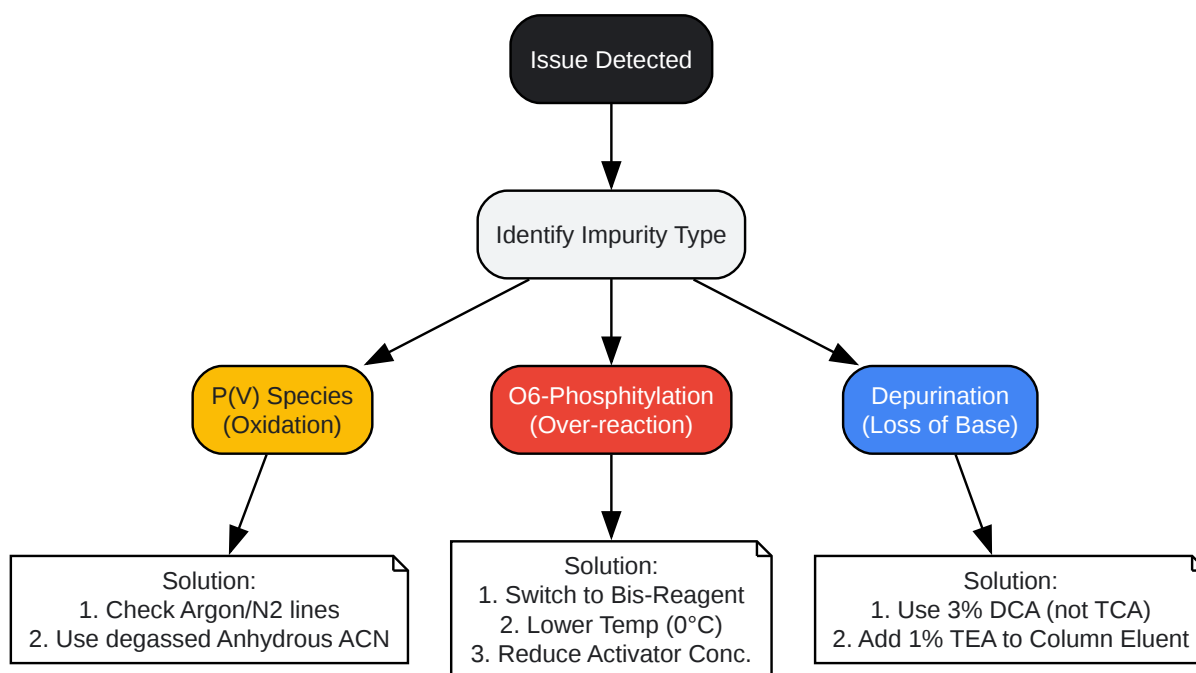 Issue Detected
Identify Impurity Type
P(V) Species
(Oxidation)
O6-Phosphitylation
(Over-reaction)
Depurination
(Loss of Base)
Solution:
1. Check Argon/N2 lines
2. Use degassed Anhydrous ACN
Solution:
1. Switch to Bis-Reagent
2. Lower Temp (0°C)
3. Reduce Activator Conc.
Solution:
1. Use 3% DCA (not TCA)
2. Add 1% TEA to Column Eluent